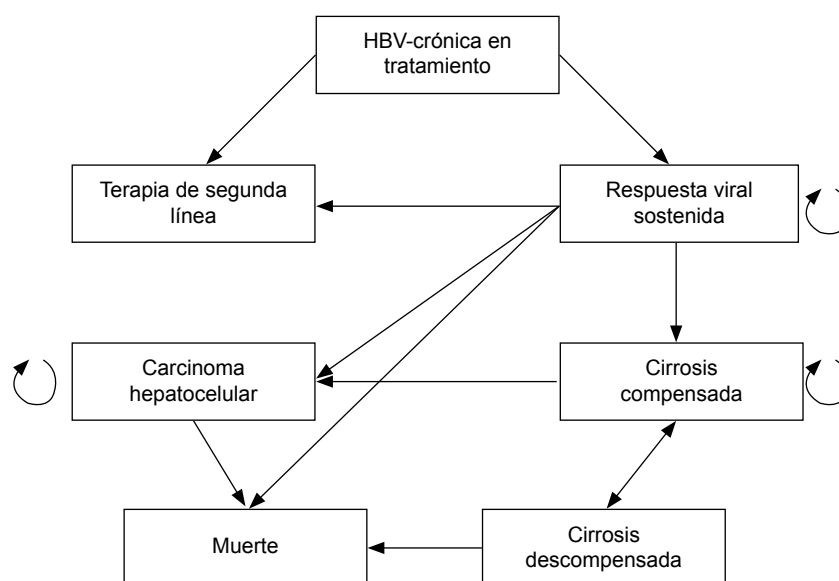 HBV-crónica en
tratamiento
Terapia de segunda
línea
Respuesta viral
sostenida
Carcinoma
hepatocelular
Cirrosis
compensada
Muerte
Cirrosis
descompensada